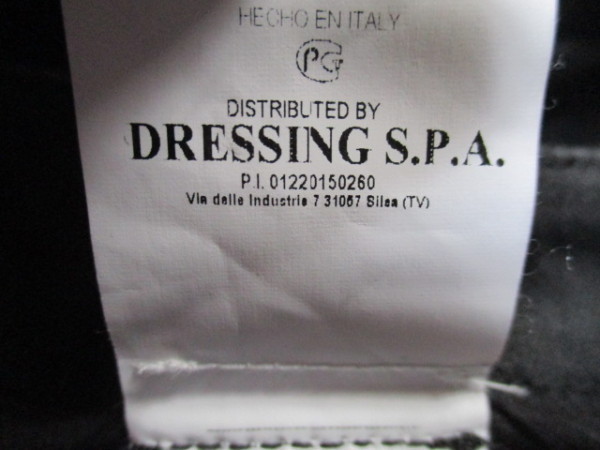 HECHO EN ITALY
PG
DISTRIBUTED BY
DRESSING S.P.A.
P.I. 01220150260
Via delle Industrie 7 31057 Silea (TV)